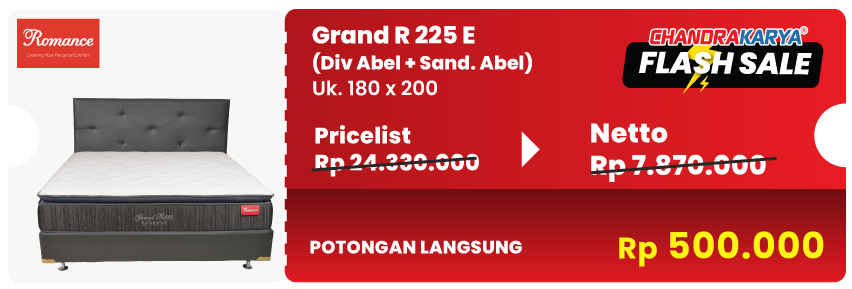 Romance
Creating Your Personal Comfort
Grand R 225 E
(Div Abel + Sand. Abel)
Uk. 180 x 200
CHANDRAKARYA®
FLASH SALE
Pricelist
Rp 24.330.000
Netto
Rp 7.870.000
Romance
POTONGAN LANGSUNG
Rp 500.000